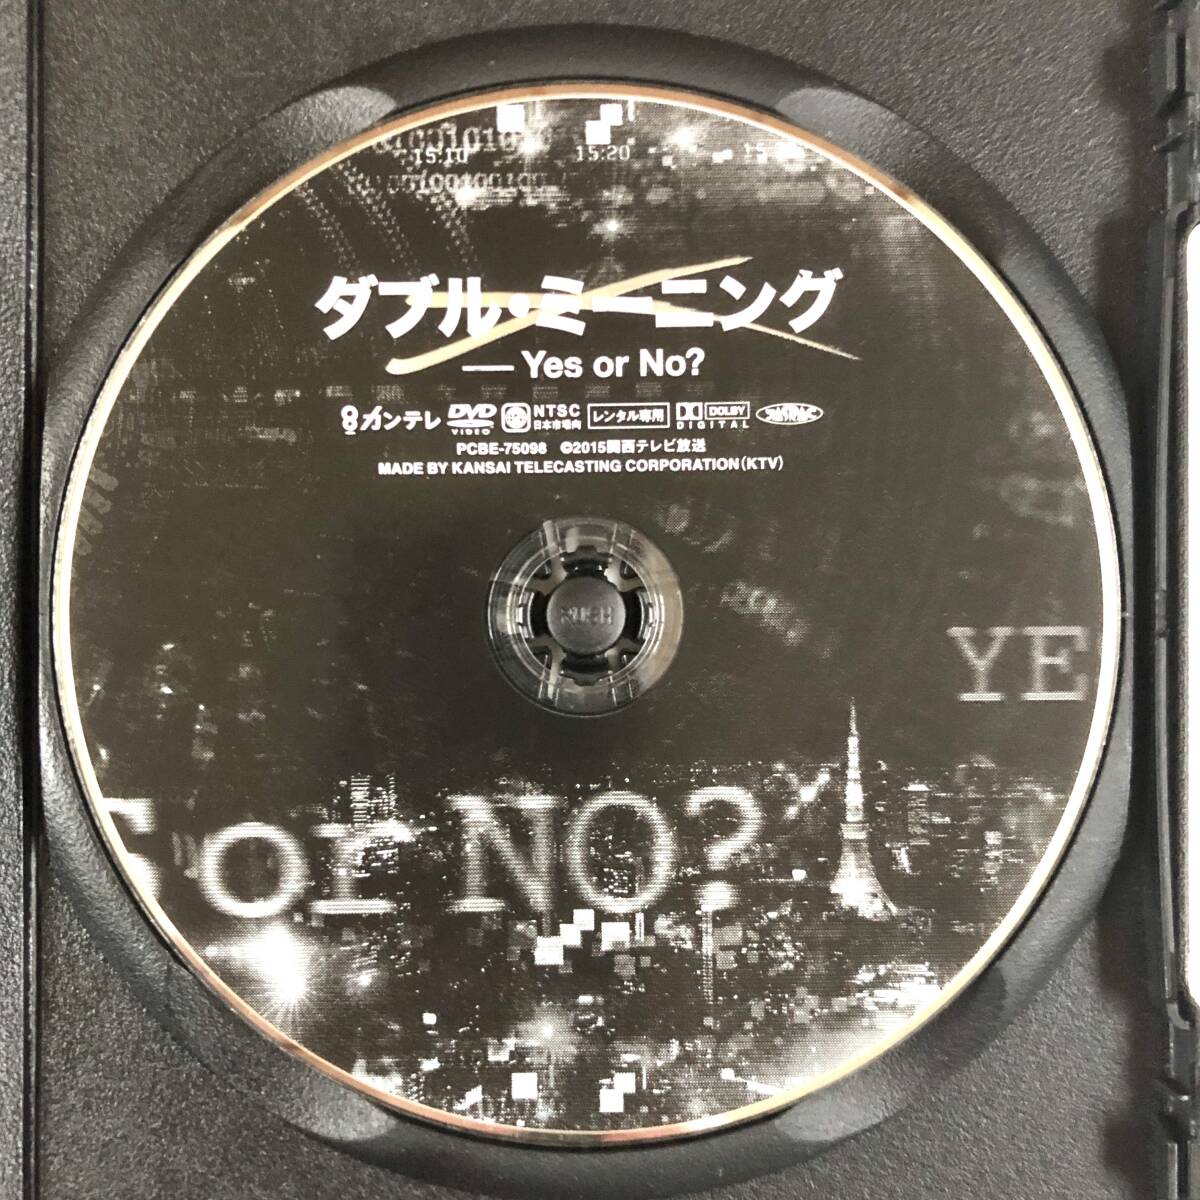 15:10 15:20
ダブル・ミーニング
— Yes or No?
8カンテレ DVD VIDEO NTSC 日本市場向 レンタル専用 DOLBY DIGITAL JASRAC
PCBE-75098 ©2015関西テレビ放送
MADE BY KANSAI TELECASTING CORPORATION(KTV)
PUSH
YE
S or NO?